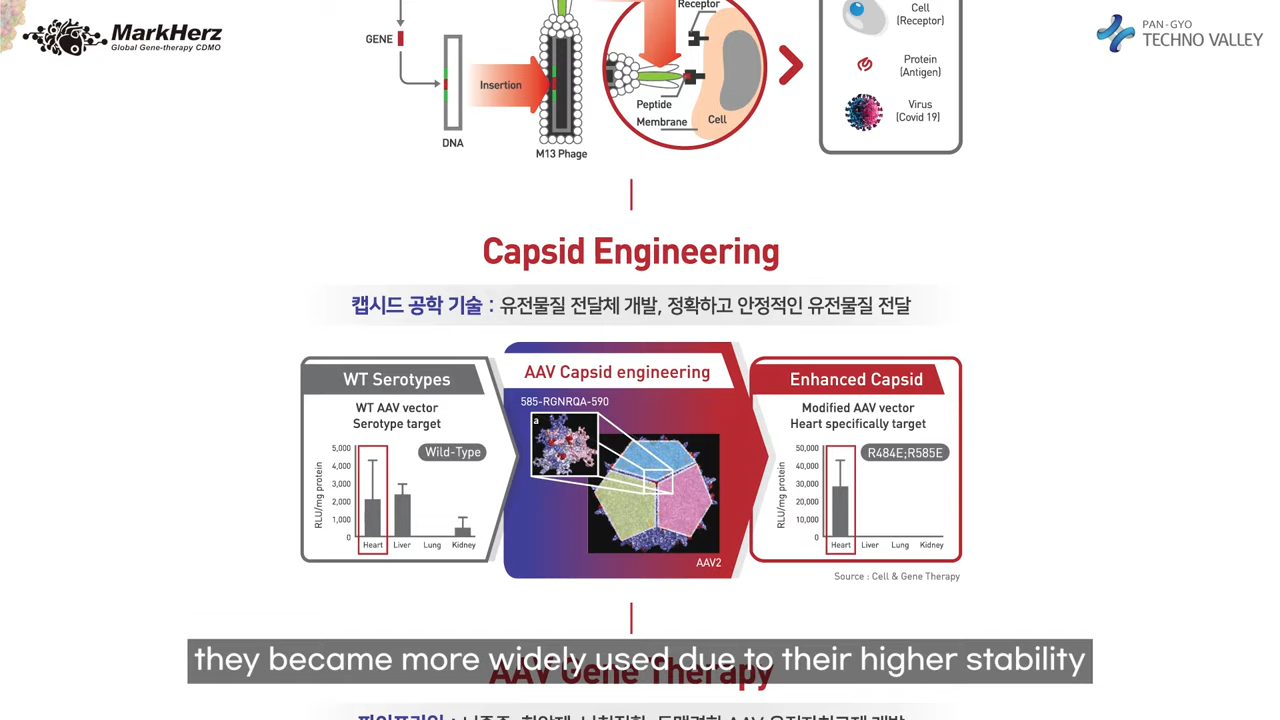 MarkHerz
Global Gene-therapy CDMO
PAN-GYO
TECHNO VALLEY
GENE
DNA
Insertion
M13 Phage
Receptor
Peptide
Membrane
Cell
Cell
(Receptor)
Protein
(Antigen)
Virus
(Covid 19)
Capsid Engineering
캡시드 공학 기술 : 유전물질 전달체 개발, 정확하고 안정적인 유전물질 전달
WT Serotypes
WT AAV vector
Serotype target
Wild-Type
RLU/mg protein
5,000
4,000
3,000
2,000
1,000
0
Heart Liver Lung Kidney
AAV Capsid engineering
585-RGNRQA-590
a
AAV2
Enhanced Capsid
Modified AAV vector
Heart specifically target
R484E;R585E
RLU/mg protein
50,000
40,000
30,000
20,000
10,000
0
Heart Liver Lung Kidney
Source : Cell & Gene Therapy
they became more widely used due to their higher stability
AAV Gene Therapy